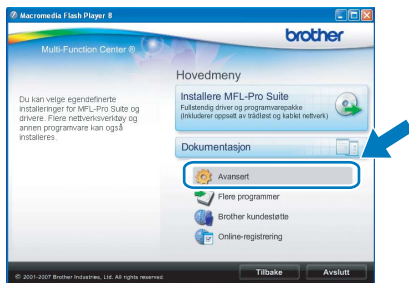 Macromedia Flash Player 8
brother
Multi-Function Center ®
Hovedmeny
Du kan velge egendefinerte
installeringer for MFL-Pro Suite og
drivere. Flere nettverksverktøy og
annen programvare kan også
installeres.
Installere MFL-Pro Suite
Fullstendig driver og programvarepakke
(Inkluderer oppsett av trådløst og kablet nettverk)
Dokumentasjon
Avansert
Flere programmer
Brother kundestøtte
Online-registrering
© 2001-2007 Brother Industries, Ltd. All rights reserved.
Tilbake
Avslutt